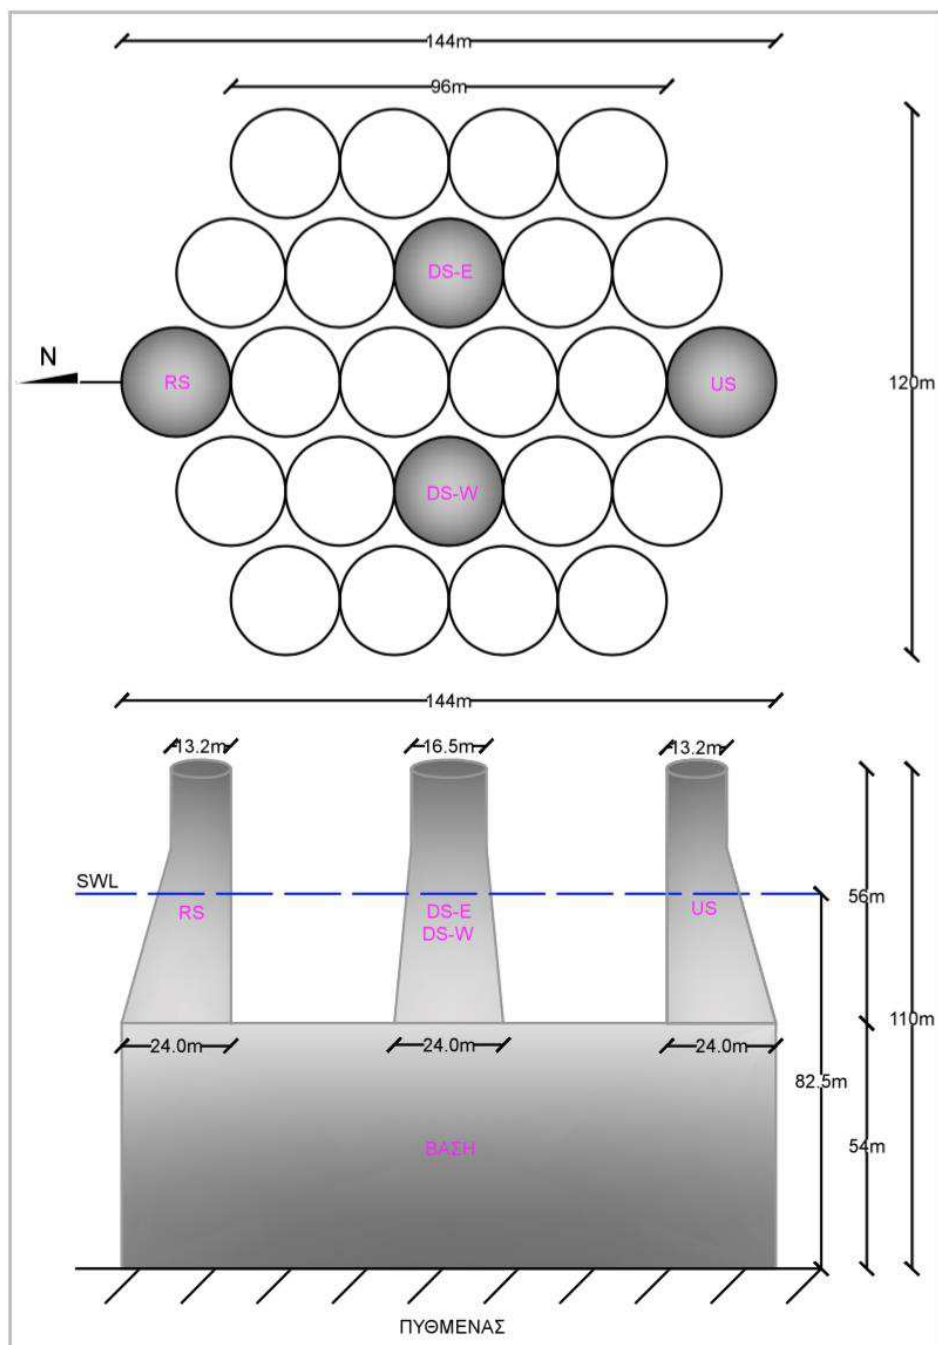 144m
96m
DS-E
N
RS
US
120m
DS-W
144m
13.2m
16.5m
13.2m
SWL
RS
DS-E
DS-W
US
56m
110m
24.0m
24.0m
24.0m
82.5m
54m
ΒΑΣΗ
ΠΥΘΜΕΝΑΣ